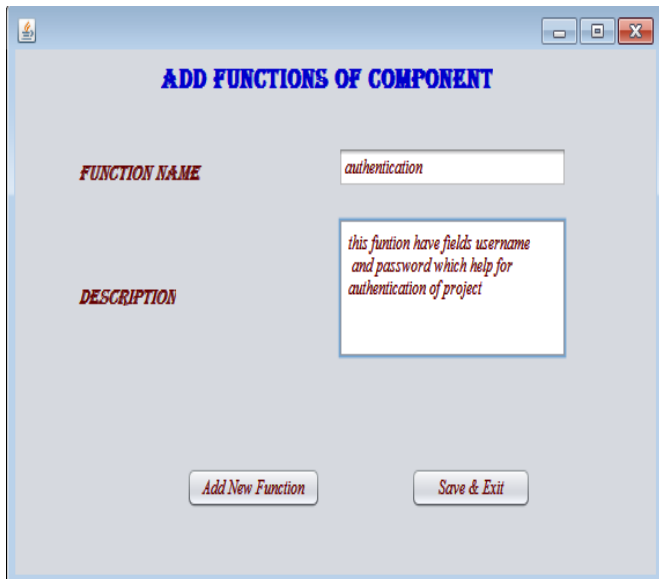 ADD FUNCTIONS OF COMPONENT
FUNCTION NAME
authentication
DESCRIPTION
this funtion have fields username
and password which help for
authentication of project
Add New Function
Save & Exit